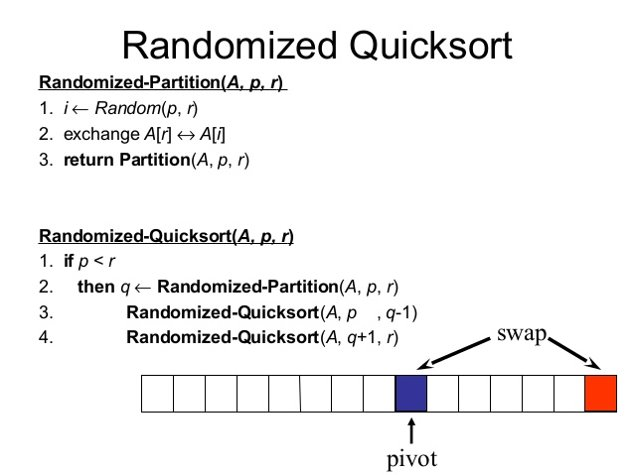 Randomized Quicksort
Randomized-Partition(A, p, r)
1. i ← Random(p, r)
2. exchange A[r] ↔ A[i]
3. return Partition(A, p, r)
Randomized-Quicksort(A, p, r)
1. if p < r
2. then q ← Randomized-Partition(A, p, r)
3. Randomized-Quicksort(A, p , q-1)
4. Randomized-Quicksort(A, q+1, r)
swap
pivot